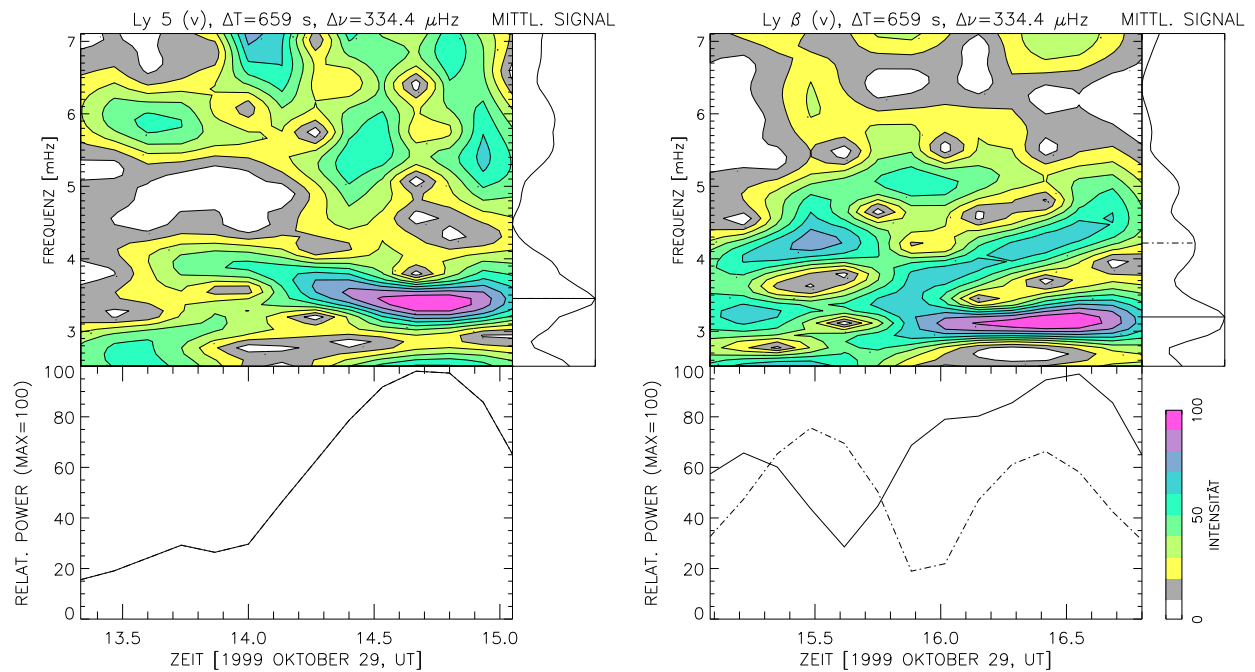 Ly 5 (v), ΔT=659 s, Δν=334.4 μHz MITTL. SIGNAL
7
6
5
4
3
FREQUENZ [mHz]
100
80
60
40
20
0
RELAT. POWER (MAX=100)
13.5 14.0 14.5 15.0
ZEIT [1999 OKTOBER 29, UT]
Ly β (v), ΔT=659 s, Δν=334.4 μHz MITTL. SIGNAL
7
6
5
4
3
FREQUENZ [mHz]
100
80
60
40
20
0
RELAT. POWER (MAX=100)
15.5 16.0 16.5
ZEIT [1999 OKTOBER 29, UT]
100
50
0
INTENSITÄT